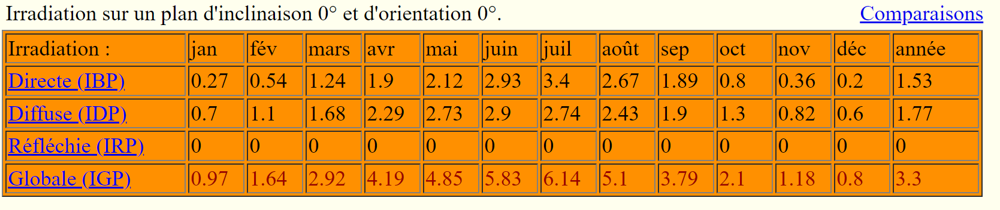 Irradiation sur un plan d'inclinaison 0° et d'orientation 0°. Comparaisons
Irradiation : jan fév mars avr mai juin juil août sep oct nov déc année
Directe (IBP) 0.27 0.54 1.24 1.9 2.12 2.93 3.4 2.67 1.89 0.8 0.36 0.2 1.53
Diffuse (IDP) 0.7 1.1 1.68 2.29 2.73 2.9 2.74 2.43 1.9 1.3 0.82 0.6 1.77
Réfléchie (IRP) 0 0 0 0 0 0 0 0 0 0 0 0 0
Globale (IGP) 0.97 1.64 2.92 4.19 4.85 5.83 6.14 5.1 3.79 2.1 1.18 0.8 3.3